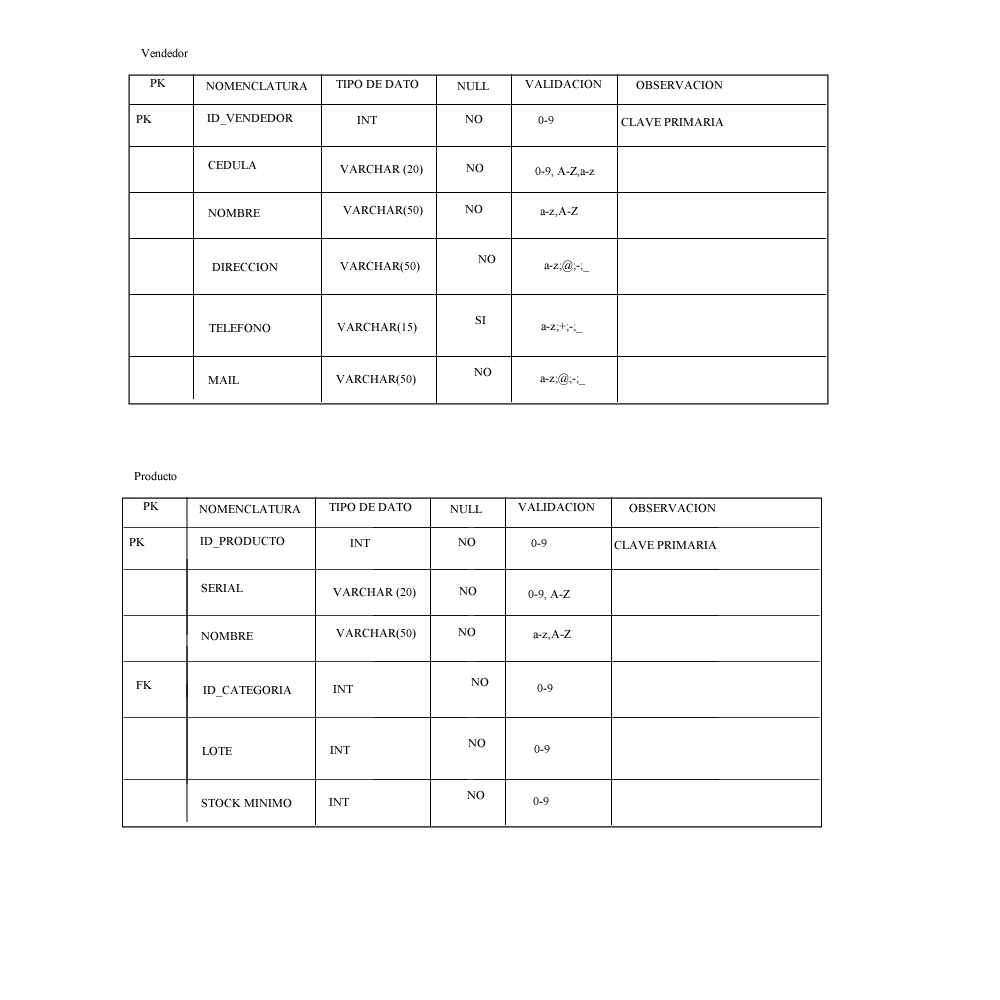 Vendedor
PK NOMENCLATURA TIPO DE DATO NULL VALIDACION OBSERVACION
PK ID_VENDEDOR INT NO 0-9 CLAVE PRIMARIA
CEDULA VARCHAR (20) NO 0-9, A-Z,a-z
NOMBRE VARCHAR(50) NO a-z,A-Z
DIRECCION VARCHAR(50) NO a-z;@;-;_
TELEFONO VARCHAR(15) SI a-z;+;-;_
MAIL VARCHAR(50) NO a-z;@;-;_
Producto
PK NOMENCLATURA TIPO DE DATO NULL VALIDACION OBSERVACION
PK ID_PRODUCTO INT NO 0-9 CLAVE PRIMARIA
SERIAL VARCHAR (20) NO 0-9, A-Z
NOMBRE VARCHAR(50) NO a-z,A-Z
FK ID_CATEGORIA INT NO 0-9
LOTE INT NO 0-9
STOCK MINIMO INT NO 0-9